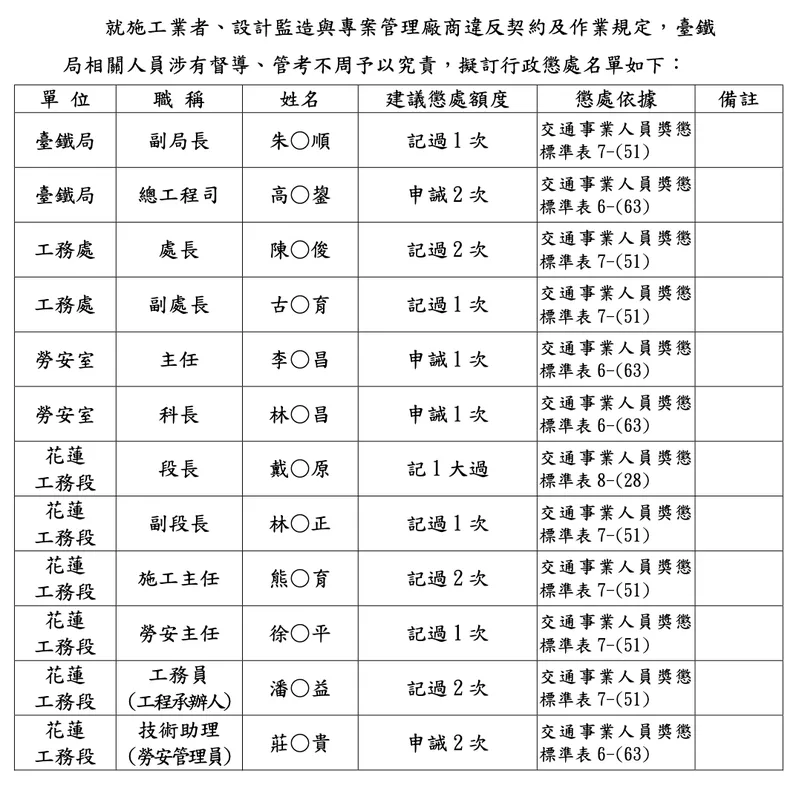 就施工業者、設計監造與專案管理廠商違反契約及作業規定，臺鐵
局相關人員涉有督導、管考不周予以究責，擬訂行政懲處名單如下：
單 位 職 稱 姓名 建議懲處額度 懲處依據 備註
臺鐵局 副局長 朱〇順 記過1次 交通事業人員獎懲
標準表7-(51)
臺鐵局 總工程司 高〇鋆 申誡2次 交通事業人員獎懲
標準表6-(63)
工務處 處長 陳〇俊 記過2次 交通事業人員獎懲
標準表7-(51)
工務處 副處長 古〇育 記過1次 交通事業人員獎懲
標準表7-(51)
勞安室 主任 李〇昌 申誡1次 交通事業人員獎懲
標準表6-(63)
勞安室 科長 林〇昌 申誡1次 交通事業人員獎懲
標準表6-(63)
花蓮
工務段 段長 戴〇原 記1大過 交通事業人員獎懲
標準表8-(28)
花蓮
工務段 副段長 林〇正 記過1次 交通事業人員獎懲
標準表7-(51)
花蓮
工務段 施工主任 熊〇育 記過2次 交通事業人員獎懲
標準表7-(51)
花蓮
工務段 勞安主任 徐〇平 記過1次 交通事業人員獎懲
標準表7-(51)
花蓮
工務段 工務員
(工程承辦人) 潘〇益 記過2次 交通事業人員獎懲
標準表7-(51)
花蓮
工務段 技術助理
(勞安管理員) 莊〇貴 申誡2次 交通事業人員獎懲
標準表6-(63)